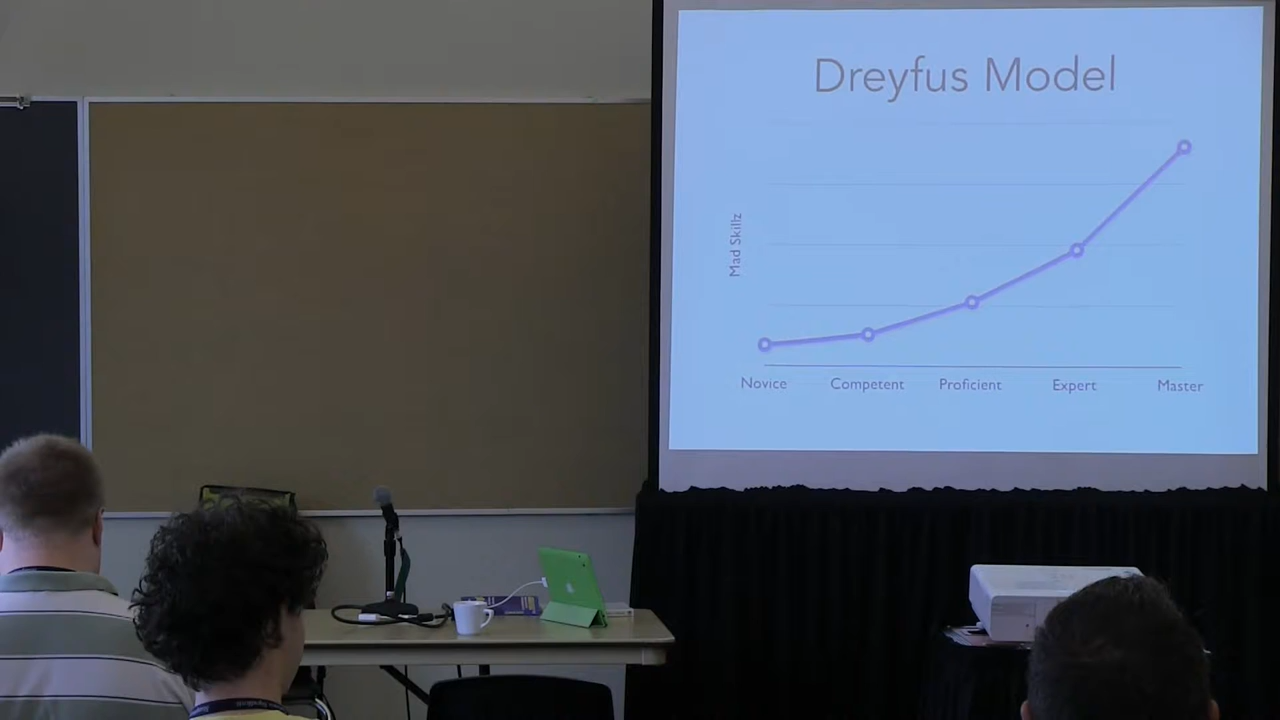 Dreyfus Model
Mad Skillz
Novice Competent Proficient Expert Master